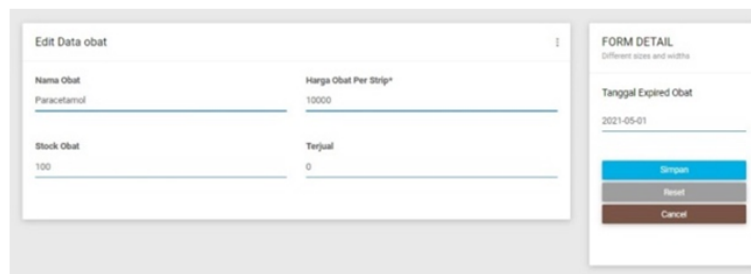 Edit Data obat
Nama Obat
Harga Obat Per Strip*
Paracetamol
10000
Stock Obat
Terjual
100
0
FORM DETAIL
Different sizes and widths
Tanggal Expired Obat
2021-05-01
Simpan
Reset
Cancel